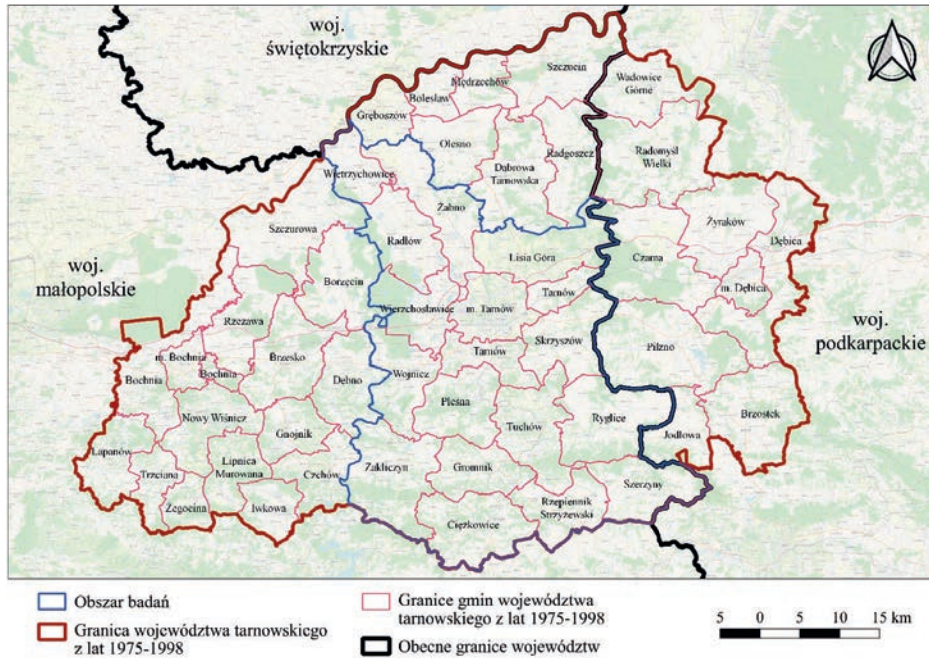 woj.
świętokrzyskie
Szczucin
Mędrzechów
Wadowice
Górne
Bolesław
Gręboszów
Olesno
Radgoszcz
Radomyśl
Wielki
Dąbrowa
Tarnowska
Wietrzychowice
Żabno
Żyraków
Szczurowa
Radłów
Dębica
Lisia Góra
Czarna
woj.
małopolskie
Borzęcin
m. Dębica
Tarnów
Wierzchosławice
m. Tarnów
Rzezawa
Skrzyszów
woj.
podkarpackie
Pilzno
m. Bochnia
Brzesko
Tarnów
Bochnia
Bochnia
Dębno
Wojnicz
Pleśna
Brzostek
Nowy Wiśnicz
Ryglice
Tuchów
Jodłowa
Gnojnik
Łapanów
Lipnica
Murowana
Zakliczyn
Gromnik
Trzciana
Czchów
Szerzyny
Żegocina
Iwkowa
Rzepiennik
Strzyżewski
Ciężkowice
Obszar badań
Granica województwa tarnowskiego
z lat 1975-1998
Granice gmin województwa
tarnowskiego z lat 1975-1998
Obecne granice województw
5 0 5 10 15 km